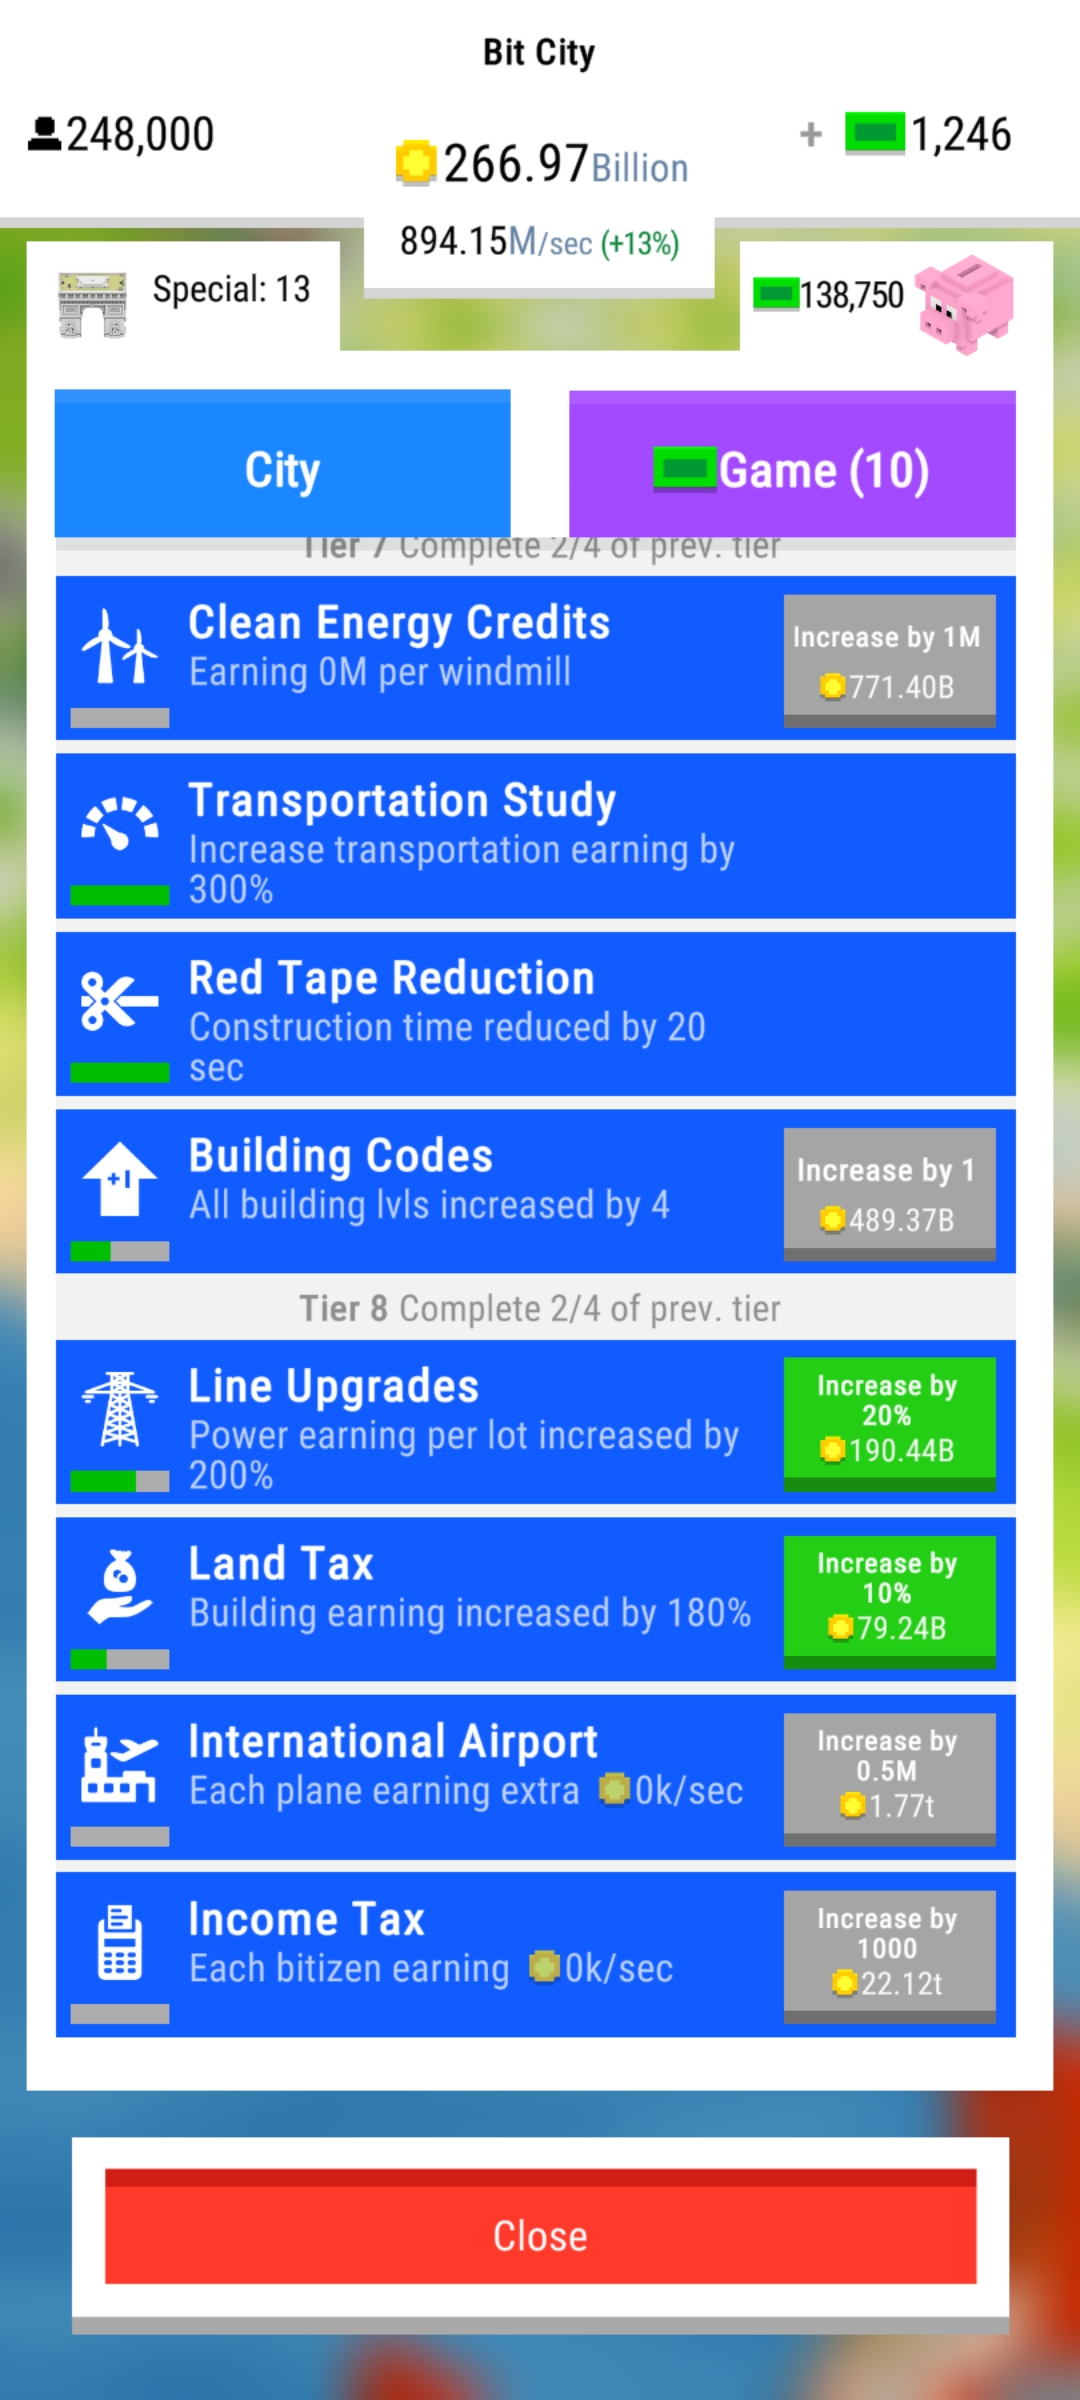 Bit City
248,000
266.97Billion
+ 1,246
894.15M/sec (+13%)
Special: 13
138,750
City
Game (10)
Tier 7 Complete 2/4 of prev. tier
Clean Energy Credits
Earning 0M per windmill
Increase by 1M
771.40B
Transportation Study
Increase transportation earning by
300%
Red Tape Reduction
Construction time reduced by 20
sec
+1
Building Codes
All building lvls increased by 4
Increase by 1
489.37B
Tier 8 Complete 2/4 of prev. tier
Line Upgrades
Power earning per lot increased by
200%
Increase by
20%
190.44B
Land Tax
Building earning increased by 180%
Increase by
10%
79.24B
International Airport
Each plane earning extra 0k/sec
Increase by
0.5M
1.77t
Income Tax
Each bitizen earning 0k/sec
Increase by
1000
22.12t
Close